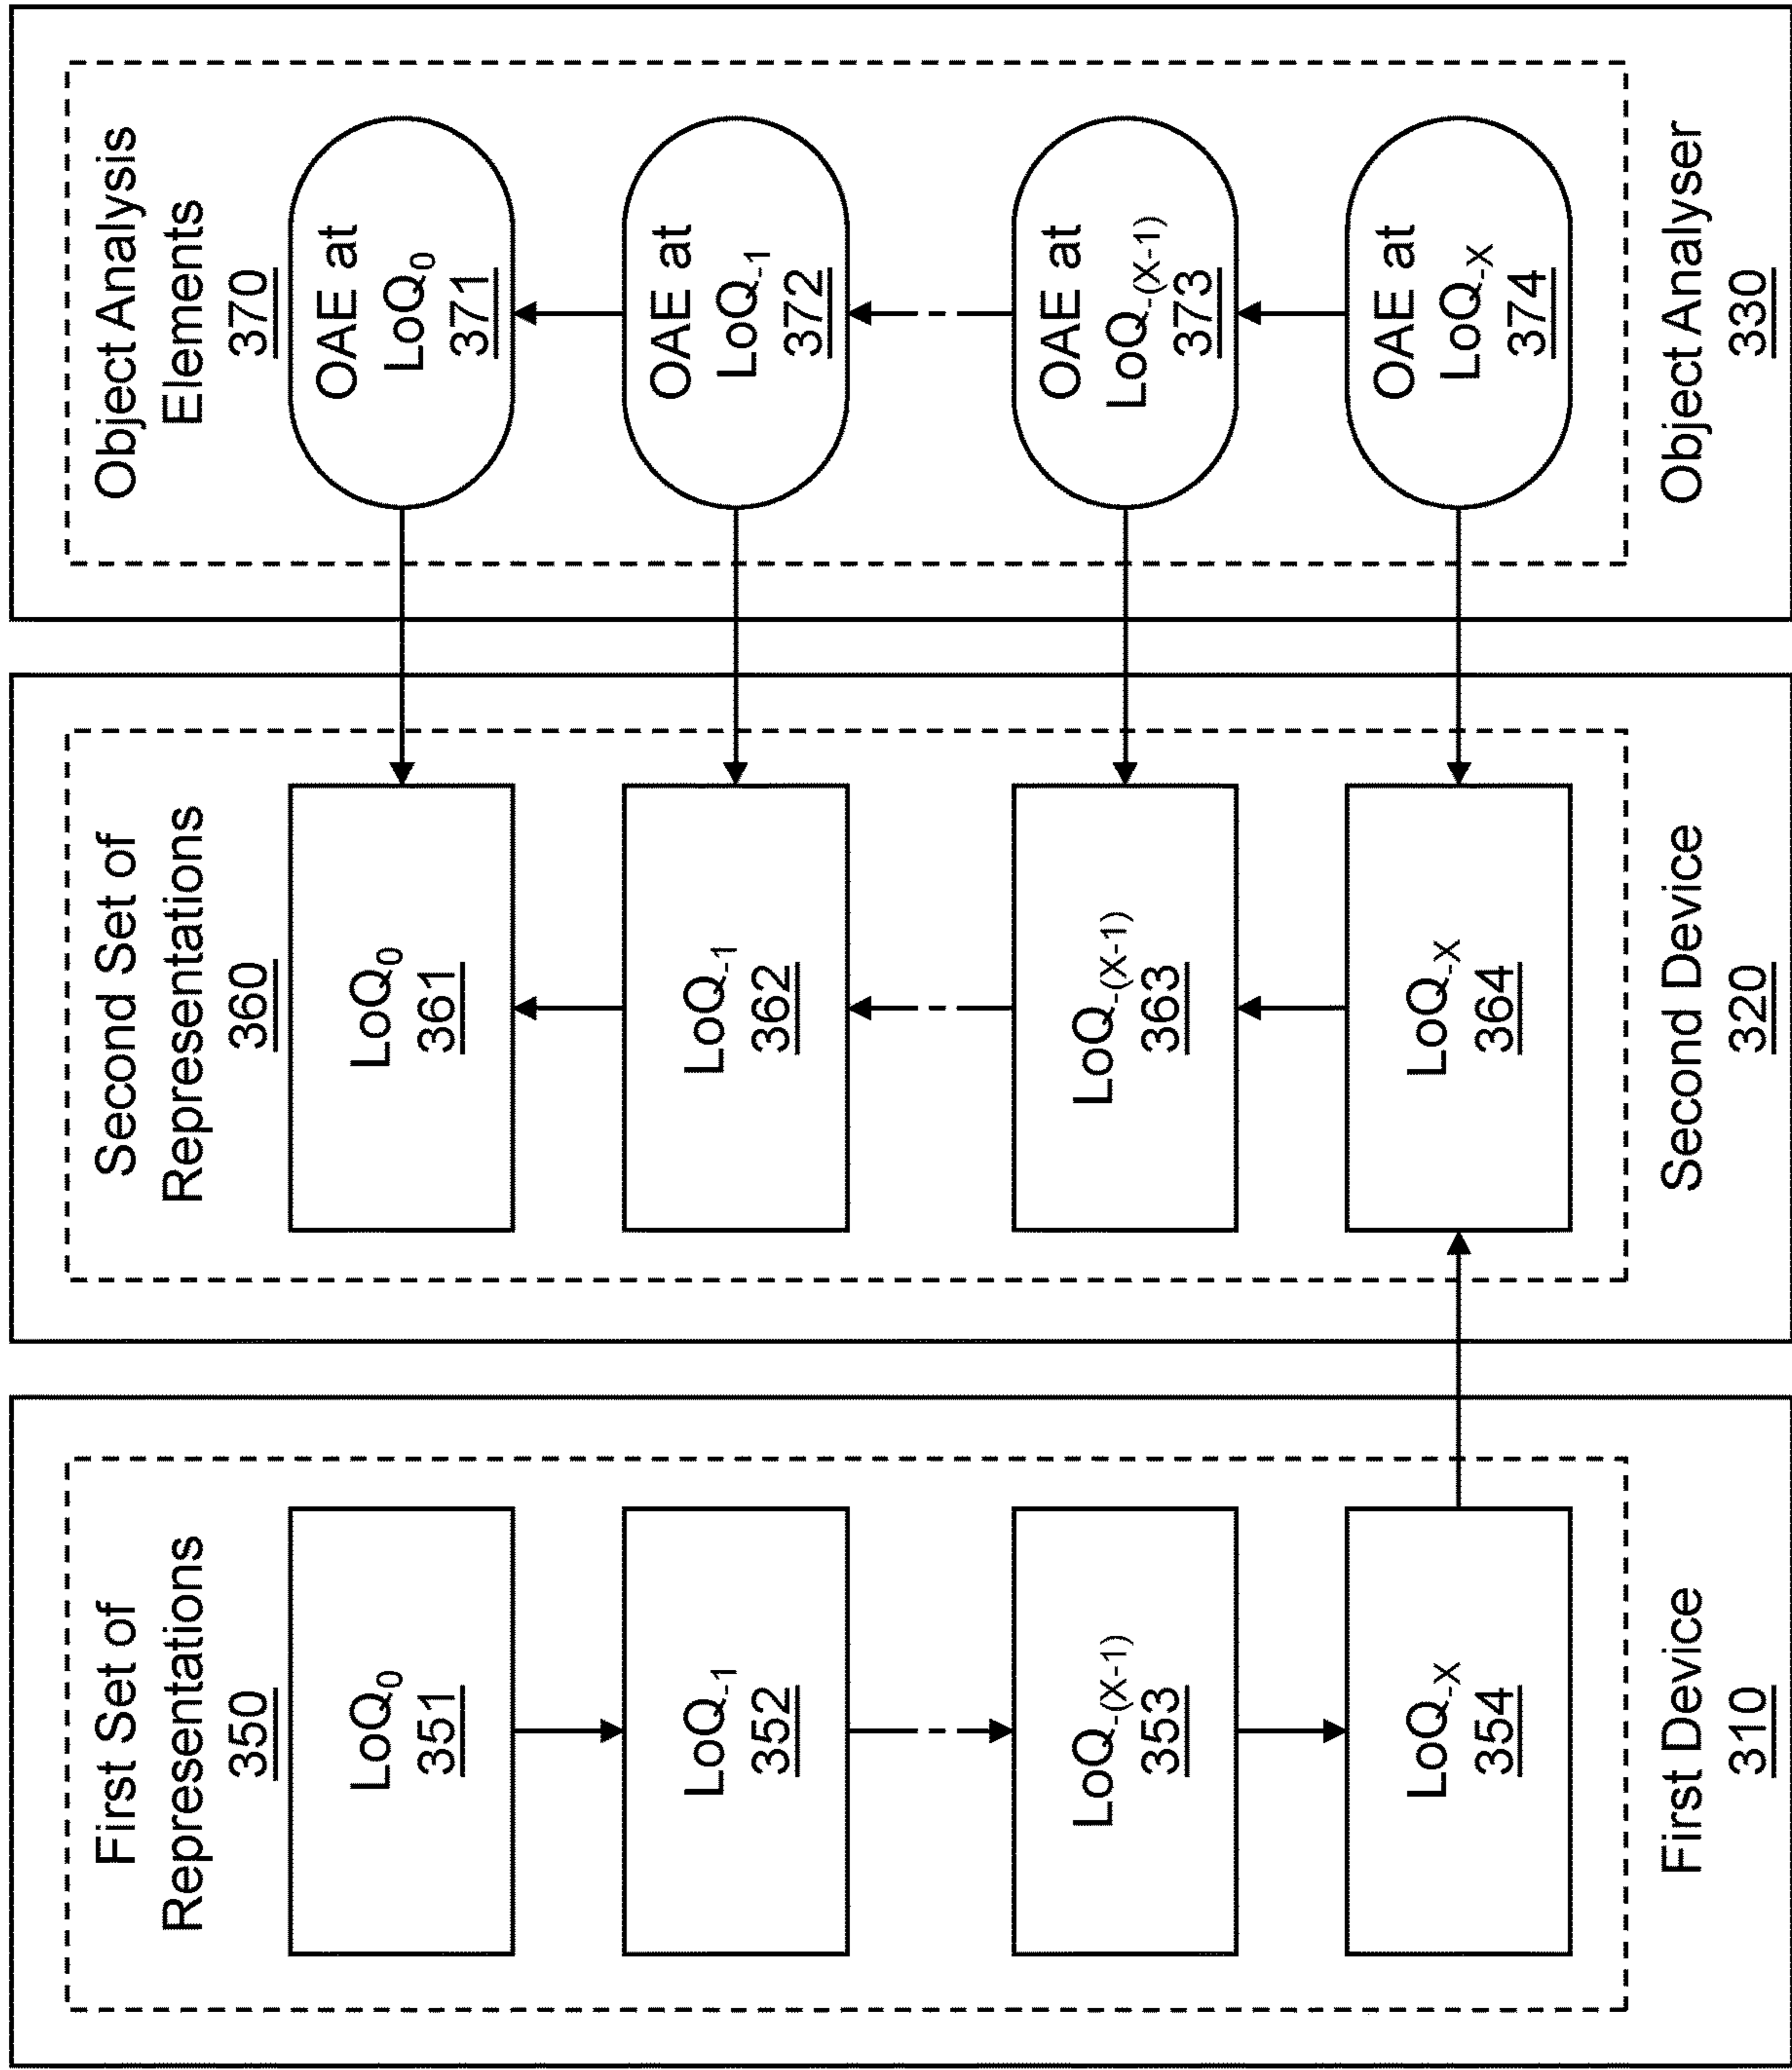 First Set of
Representations
350
LoQ₀
351
LoQ₋₁
352
LoQ₋₍X₋₁₎
353
LoQ₋X
354
First Device
310
Second Set of
Representations
360
LoQ₀
361
LoQ₋₁
362
LoQ₋₍X₋₁₎
363
LoQ₋X
364
Second Device
320
Object Analysis
Elements
370
OAE at
LoQ₀
371
OAE at
LoQ₋₁
372
OAE at
LoQ₋₍X₋₁₎
373
OAE at
LoQ₋X
374
Object Analyser
330